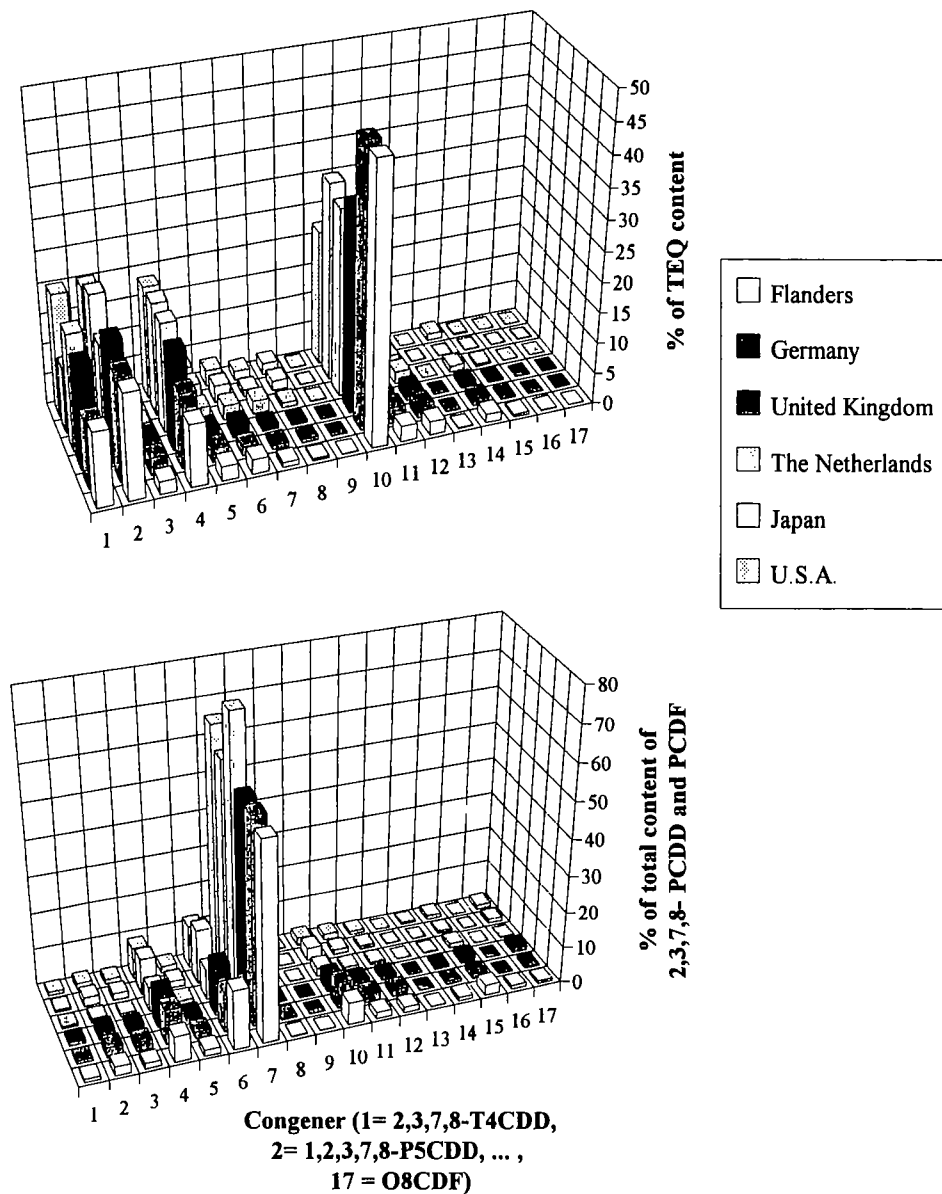 50
45
40
35
30
25
20
15
10
5
0
% of TEQ content
1 2 3 4 5 6 7 8 9 10 11 12 13 14 15 16 17
Flanders
Germany
United Kingdom
The Netherlands
Japan
U.S.A.
80
70
60
50
40
30
20
10
0
% of total content of
2,3,7,8- PCDD and PCDF
1 2 3 4 5 6 7 8 9 10 11 12 13 14 15 16 17
Congener (1= 2,3,7,8-T4CDD,
2= 1,2,3,7,8-P5CDD, ... ,
17 = O8CDF)